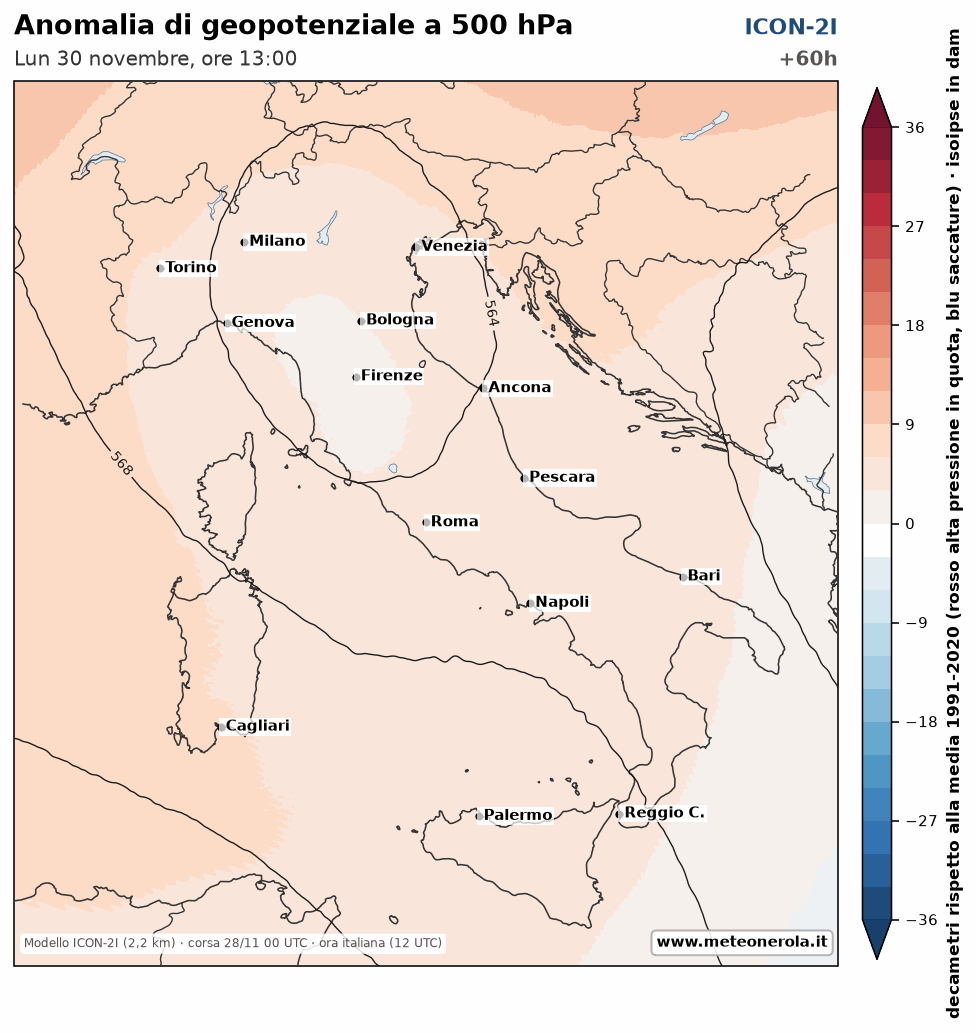 Anomalia di geopotenziale a 500 hPa
ICON-2I
Lun 30 novembre, ore 13:00
+60h
Milano
Venezia
Torino
Genova
Bologna
564
Firenze
Ancona
568
Pescara
Roma
Bari
Napoli
Cagliari
Palermo
Reggio C.
Modello ICON-2I (2,2 km) · corsa 28/11 00 UTC · ora italiana (12 UTC)
www.meteonerola.it
36
27
18
9
0
−9
−18
−27
−36
decametri rispetto alla media 1991-2020 (rosso alta pressione in quota, blu saccature) · isoipse in dam